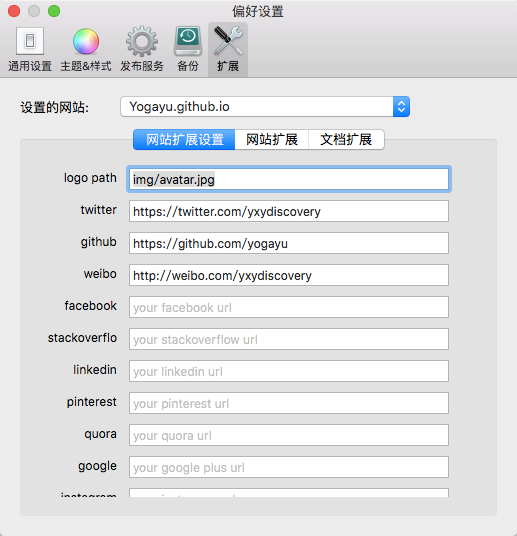 偏好设置
通用设置 主题&样式 发布服务 备份 扩展
设置的网站: Yogayu.github.io
网站扩展设置 网站扩展 文档扩展
logo path img/avatar.jpg
twitter https://twitter.com/yxydiscovery
github https://github.com/yogayu
weibo http://weibo.com/yxydiscovery
facebook your facebook url
stackoverflo your stackoverflow url
linkedin your linkedin url
pinterest your pinterest url
quora your quora url
google your google plus url
instagram